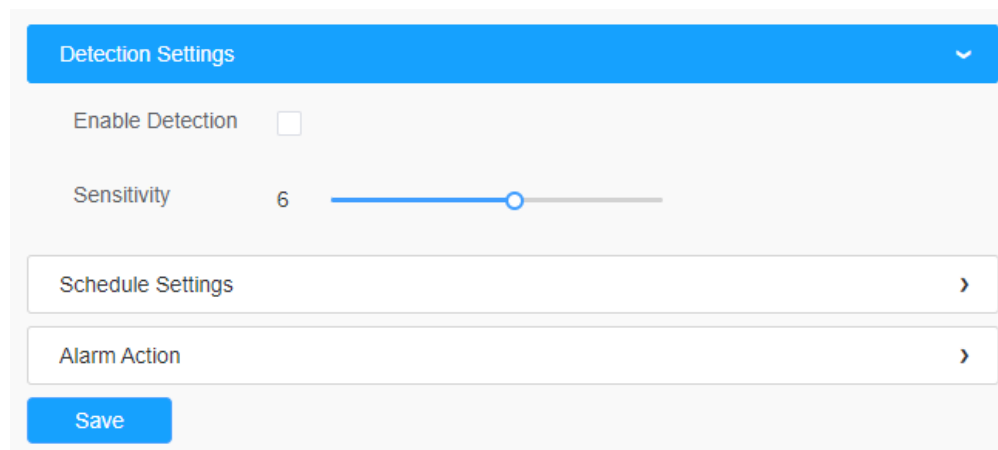 Detection Settings
Enable Detection
Sensitivity 6
Schedule Settings
Alarm Action
Save